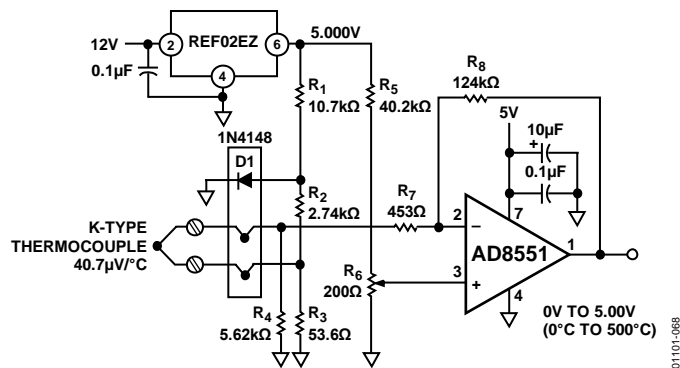 12V
2
REF02EZ
6
5.000V
4
0.1µF
R1
10.7kΩ
R5
40.2kΩ
R8
124kΩ
1N4148
D1
5V
10µF
+
0.1µF
R2
2.74kΩ
R7
453Ω
K-TYPE
THERMOCOUPLE
40.7µV/°C
2
–
7
AD8551
1
3
+
4
R6
200Ω
R4
5.62kΩ
R3
53.6Ω
0V TO 5.00V
(0°C TO 500°C)
01101-068